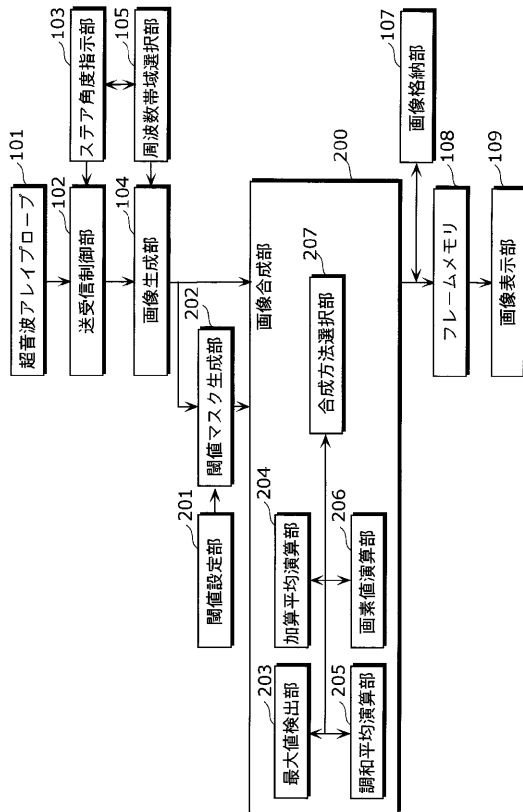 101
超音波アレイプローブ
102
送受信制御部
103
ステア角度指示部
104
画像生成部
105
周波数帯域選択部
201
閾値設定部
202
閾値マスク生成部
200
画像合成部
203
最大値検出部
204
加算平均演算部
205
調和平均演算部
206
画素値演算部
207
合成方法選択部
107
画像格納部
108
フレームメモリ
109
画像表示部